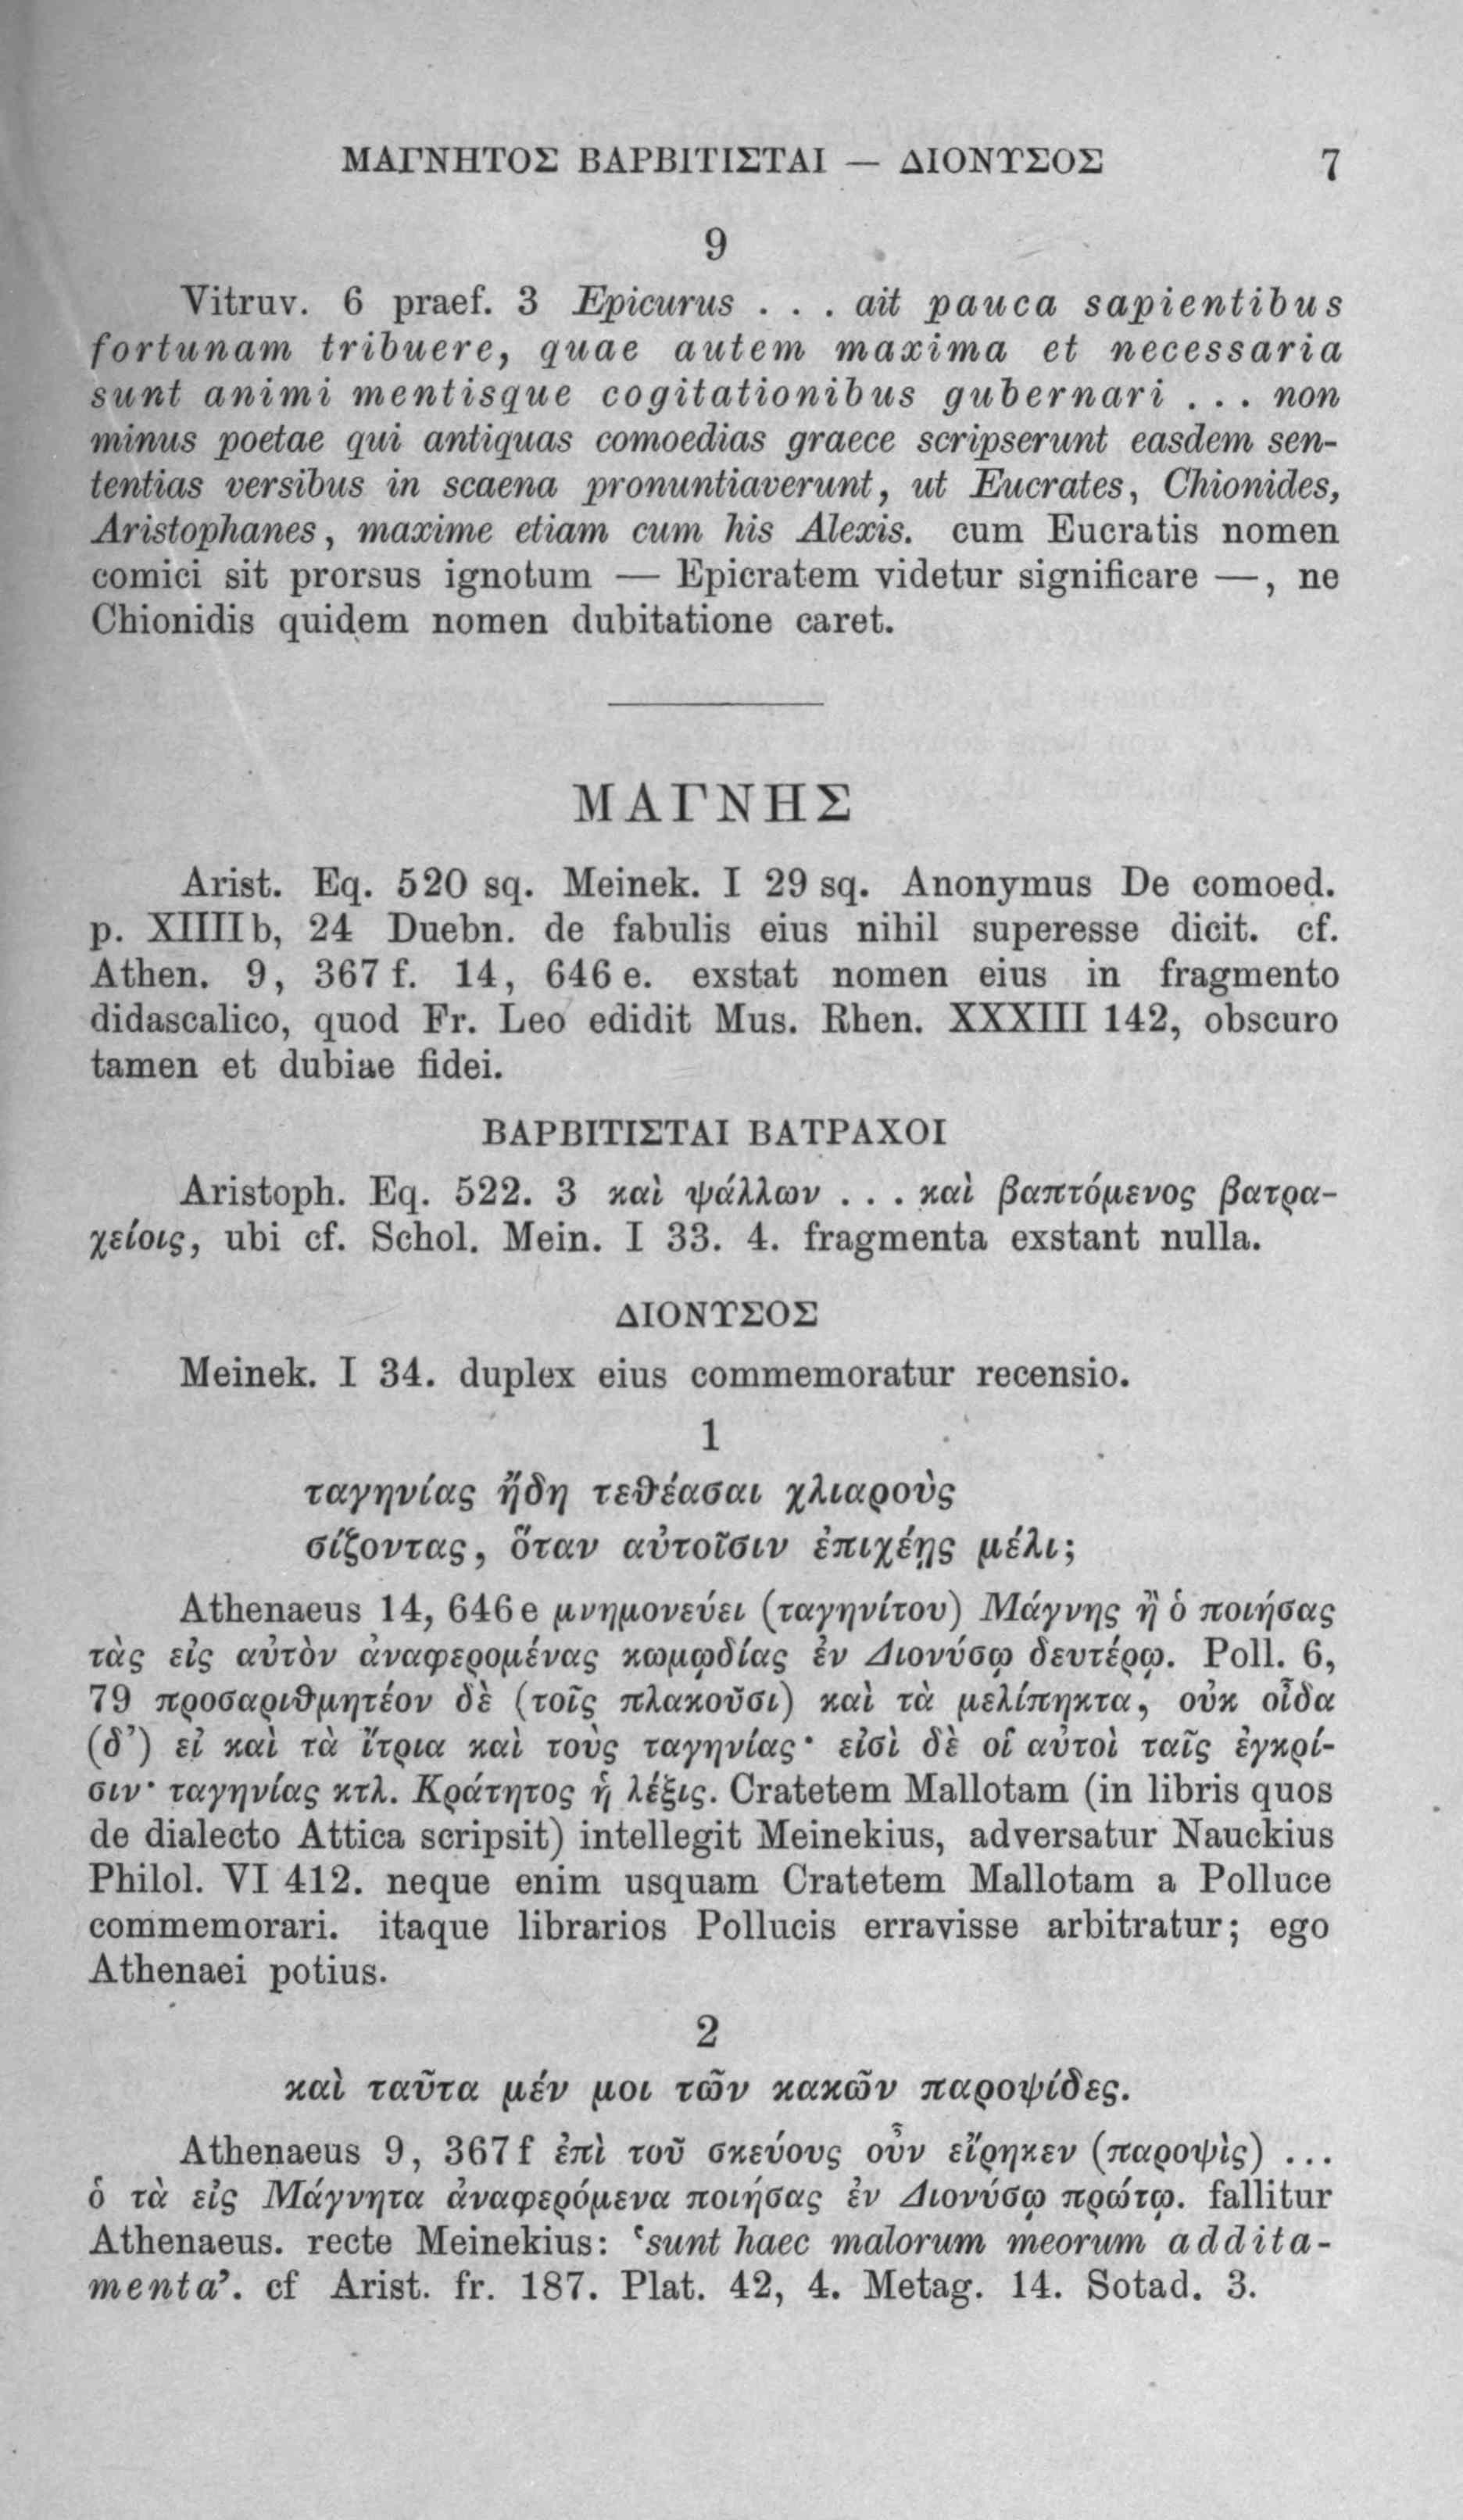 ΜΑΓΝΗΤΟΣ ΒΑΡΒΙΤΙΣΤΑΙ — ΔΙΟΝΥΣΟΣ 7
9
Vitruv. 6 praef. 3 Epicurus . . . ait pauca sapientibus
fortunam tribuere, quae autem maxima et necessaria
sunt animi mentisque cogitationibus gubernari . . . non
minus poetae qui antiquas comoedias graece scripserunt easdem sen-
tentias versibus in scaena pronuntiaverunt, ut Eucrates, Chionides,
Aristophanes, maxime etiam cum his Alexis. cum Eucratis nomen
comici sit prorsus ignotum — Epicratem videtur significare —, ne
Chionidis quidem nomen dubitatione caret.
ΜΑΓΝΗΣ
Arist. Eq. 520 sq. Meinek. I 29 sq. Anonymus De comoed.
p. XIIIIb, 24 Duebn. de fabulis eius nihil superesse dicit. cf.
Athen. 9, 367 f. 14, 646 e. exstat nomen eius in fragmento
didascalico, quod Fr. Leo edidit Mus. Rhen. XXXIII 142, obscuro
tamen et dubiae fidei.
ΒΑΡΒΙΤΙΣΤΑΙ ΒΑΤΡΑΧΟΙ
Aristoph. Eq. 522. 3 καὶ ψάλλων . . . καὶ βαπτόμενος βατρα-
χείοις, ubi cf. Schol. Mein. I 33. 4. fragmenta exstant nulla.
ΔΙΟΝΥΣΟΣ
Meinek. I 34. duplex eius commemoratur recensio.
1
ταγηνίας ἤδη τεθέασαι χλιαροὺς
σίζοντας, ὅταν αὐτοῖσιν ἐπιχέῃς μέλι;
Athenaeus 14, 646 e μνημονεύει (ταγηνίτου) Μάγνης ἢ ὁ ποιήσας
τὰς εἰς αὐτὸν ἀναφερομένας κωμῳδίας ἐν Διονύσῳ δευτέρῳ. Poll. 6,
79 προσαριθμητέον δὲ (τοῖς πλακοῦσι) καὶ τὰ μελίπηκτα, οὐκ οἶδα
(δ’) εἰ καὶ τὰ ἴτρια καὶ τοὺς ταγηνίας· εἰσὶ δὲ οἱ αὐτοὶ ταῖς ἐγκρί-
σιν· ταγηνίας κτλ. Κράτητος ἡ λέξις. Cratetem Mallotam (in libris quos
de dialecto Attica scripsit) intellegit Meinekius, adversatur Nauckius
Philol. VI 412. neque enim usquam Cratetem Mallotam a Polluce
commemorari. itaque librarios Pollucis erravisse arbitratur; ego
Athenaei potius.
2
καὶ ταῦτα μέν μοι τῶν κακῶν παροψίδες.
Athenaeus 9, 367 f ἐπὶ τοῦ σκεύους οὖν εἴρηκεν (παροψὶς) ...
ὁ τὰ εἰς Μάγνητα ἀναφερόμενα ποιήσας ἐν Διονύσῳ πρώτῳ. fallitur
Athenaeus. recte Meinekius: ‘sunt haec malorum meorum addita-
menta’. cf Arist. fr. 187. Plat. 42, 4. Metag. 14. Sotad. 3.